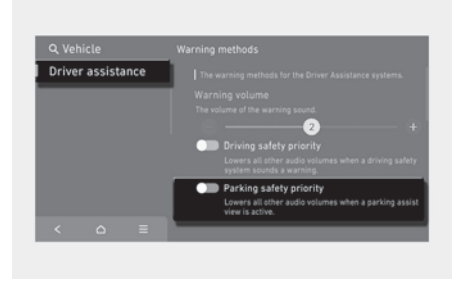 Vehicle
Driver assistance
Warning methods
The warning methods for the Driver Assistance systems.
Warning volume
The volume of the warning sound.
2
+
Driving safety priority
Lowers all other audio volumes when a driving safety
system sounds a warning.
Parking safety priority
Lowers all other audio volumes when a parking assist
view is active.